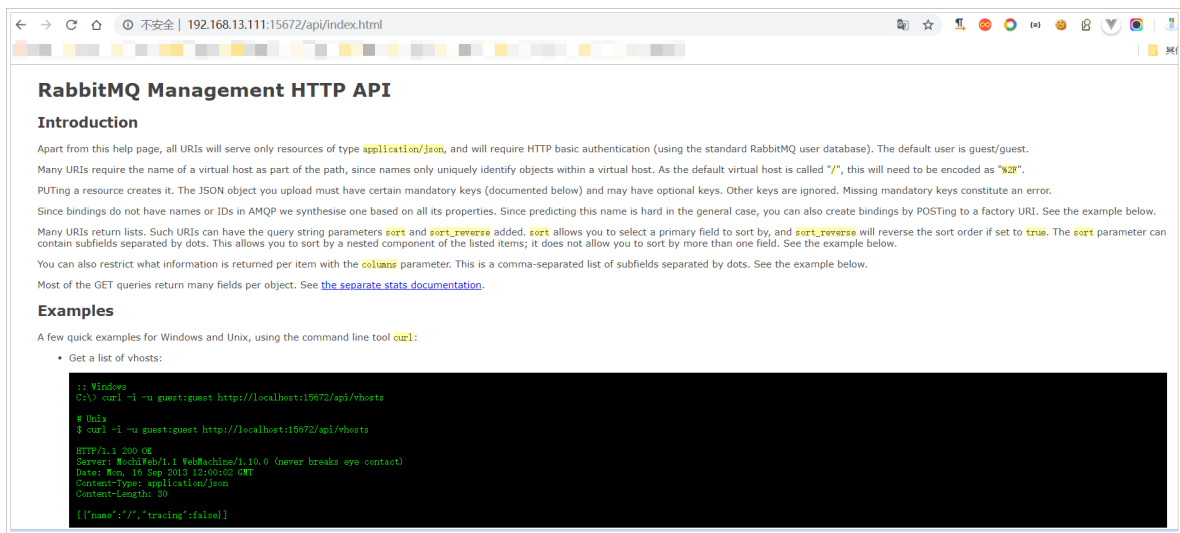 不安全 | 192.168.13.111:15672/api/index.html
RabbitMQ Management HTTP API
Introduction
Apart from this help page, all URIs will serve only resources of type application/json, and will require HTTP basic authentication (using the standard RabbitMQ user database). The default user is guest/guest.
Many URIs require the name of a virtual host as part of the path, since names only uniquely identify objects within a virtual host. As the default virtual host is called "/", this will need to be encoded as "%2F".
PUTing a resource creates it. The JSON object you upload must have certain mandatory keys (documented below) and may have optional keys. Other keys are ignored. Missing mandatory keys constitute an error.
Since bindings do not have names or IDs in AMQP we synthesise one based on all its properties. Since predicting this name is hard in the general case, you can also create bindings by POSTing to a factory URI. See the example below.
Many URIs return lists. Such URIs can have the query string parameters sort and sort_reverse added. sort allows you to select a primary field to sort by, and sort_reverse will reverse the sort order if set to true. The sort parameter can
contain subfields separated by dots. This allows you to sort by a nested component of the listed items; it does not allow you to sort by more than one field. See the example below.
You can also restrict what information is returned per item with the columns parameter. This is a comma-separated list of subfields separated by dots. See the example below.
Most of the GET queries return many fields per object. See the separate stats documentation.
Examples
A few quick examples for Windows and Unix, using the command line tool curl:
• Get a list of vhosts:
:: Windows
C:\> curl -i -u guest:guest http://localhost:15672/api/vhosts
# Unix
$ curl -i -u guest:guest http://localhost:15672/api/vhosts
HTTP/1.1 200 OK
Server: MochiWeb/1.1 WebMachine/1.10.0 (never breaks eye contact)
Date: Mon, 16 Sep 2013 12:00:02 GMT
Content-Type: application/json
Content-Length: 30
[{"name":"/","tracing":false}]